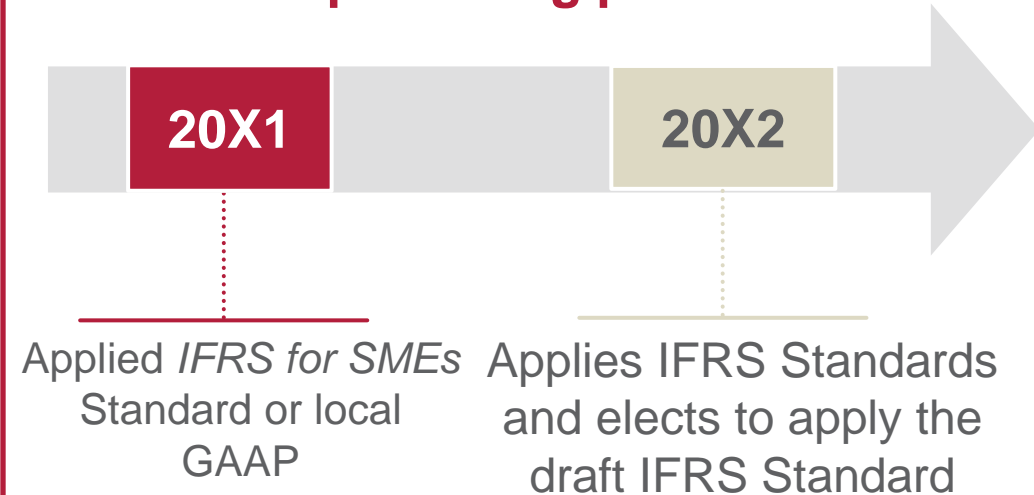 20X1
20X2
Applied IFRS for SMEs
Standard or local
GAAP
Applies IFRS Standards
and elects to apply the
draft IFRS Standard